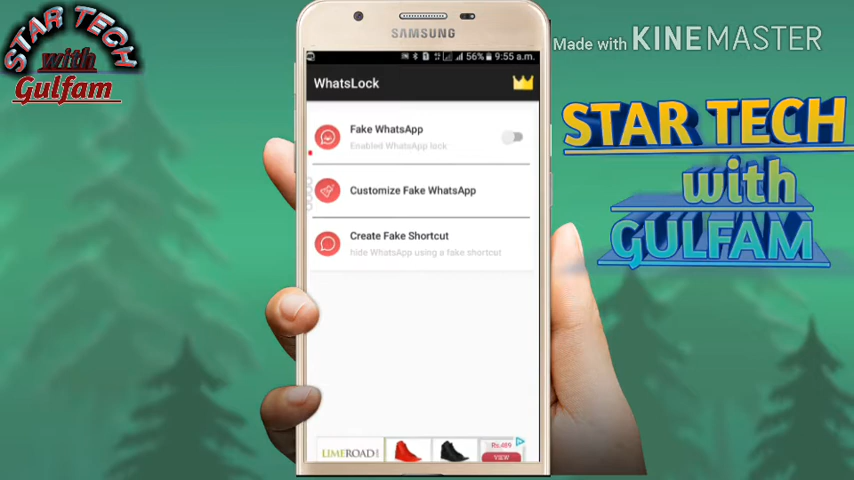 STAR TECH
with
Gulfam
Made with KINEMASTER
SAMSUNG
56% 9:55 a.m.
WhatsLock
Fake WhatsApp
Enabled WhatsApp lock
Customize Fake WhatsApp
Create Fake Shortcut
hide WhatsApp using a fake shortcut
LIMEROAD
Rs.489
VIEW
STAR TECH
with
GULFAM